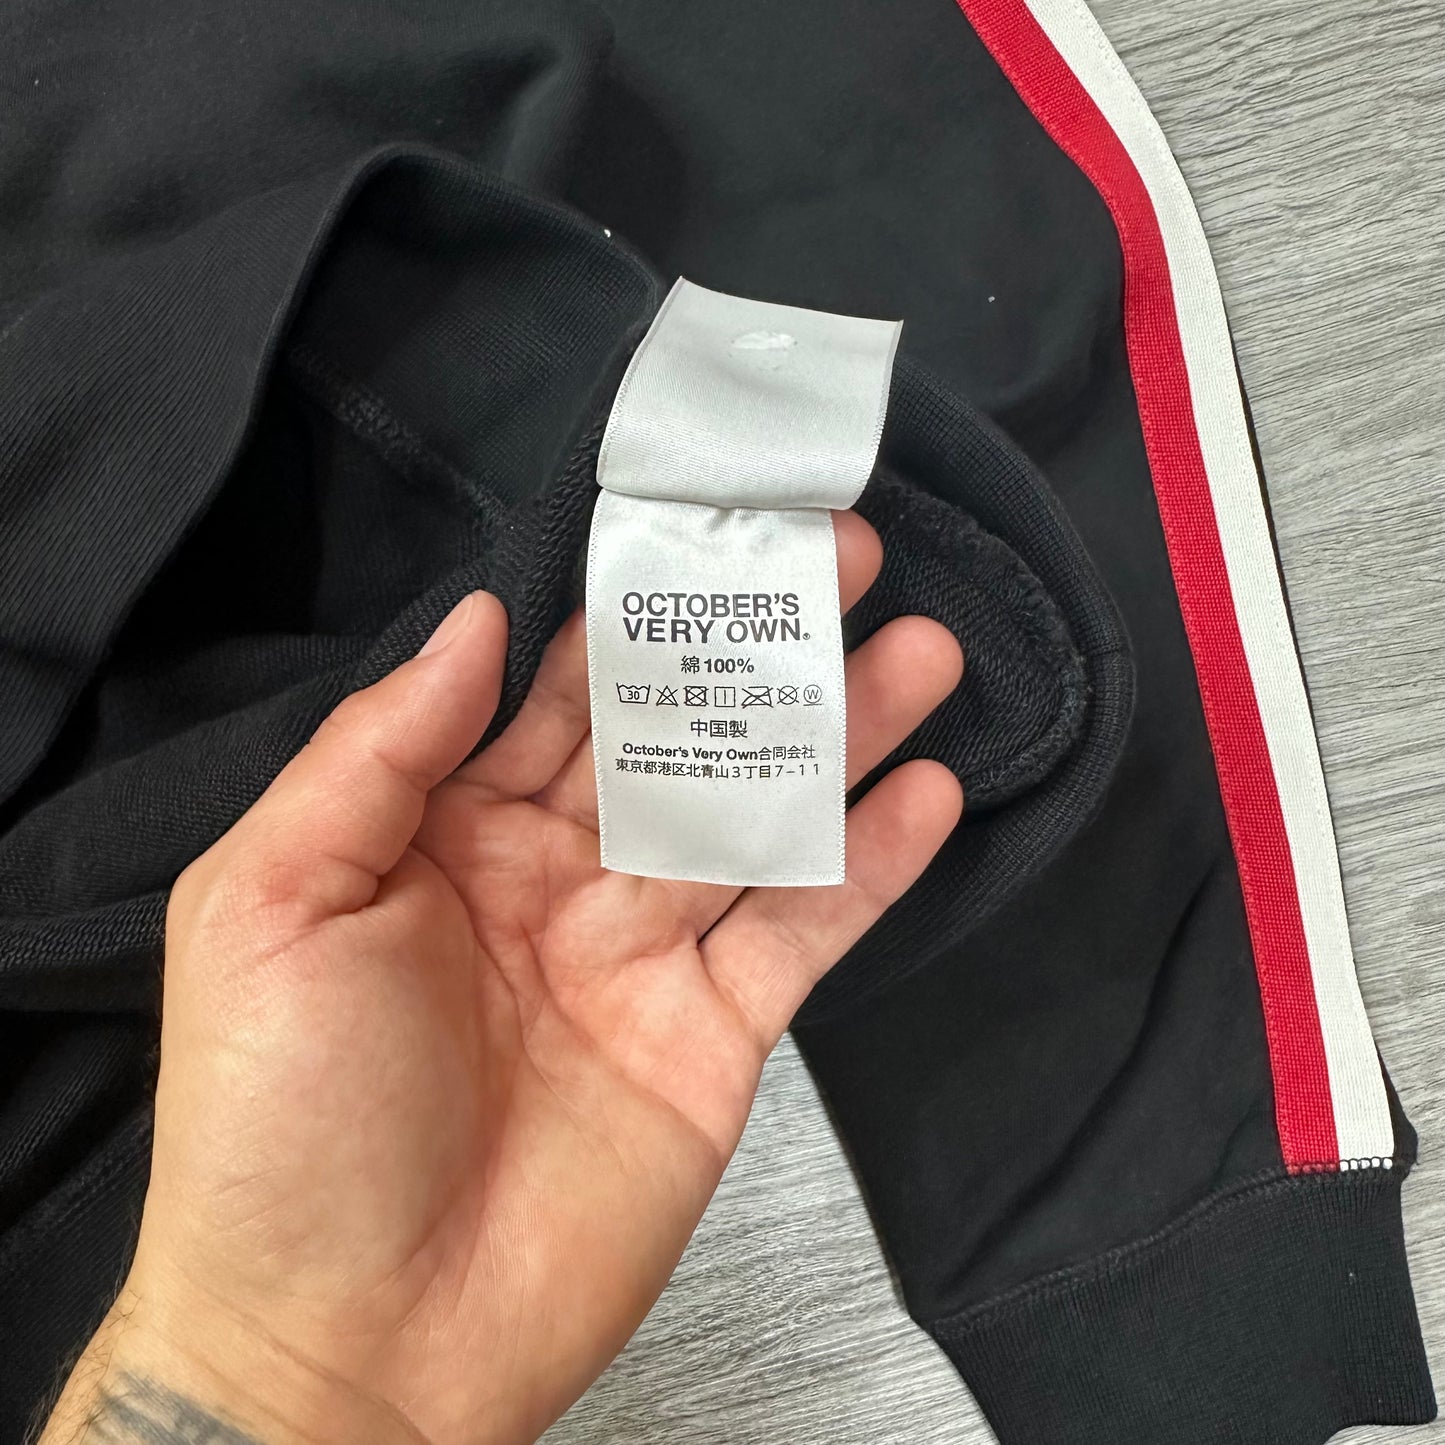 OCTOBER'S
VERY OWN®
綿100%
30 W
中国製
October's Very Own合同会社
東京都港区北青山3丁目7-11